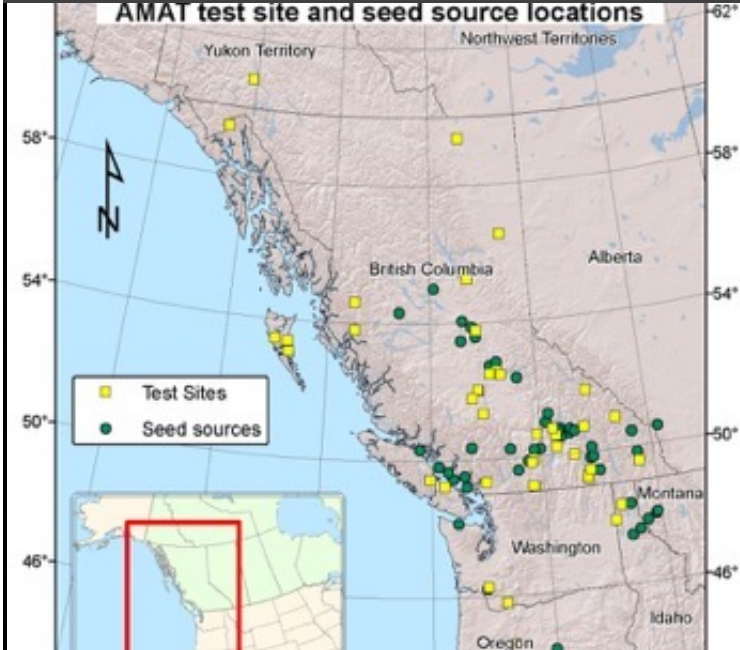 AMAT test site and seed source locations
62°
Yukon Territory
Northwest Territories
58°
58°
N
British Columbia
Alberta
54°
54°
Test Sites
Seed sources
50°
50°
Montana
Washington
46°
46°
Idaho
Oregon